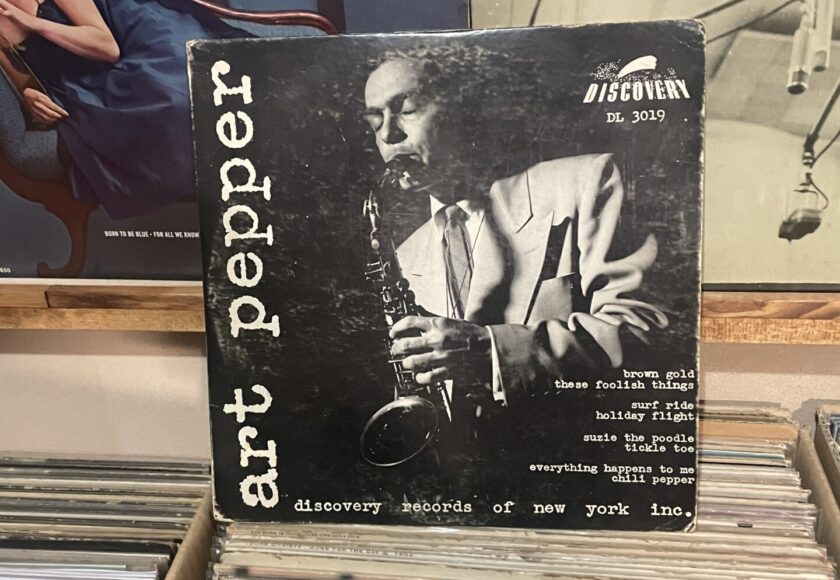 art pepper
DISCOVERY
DL 3019
brown gold
these foolish things
surf ride
holiday flight
suzie the poodle
tickle toe
everything happens to me
chili pepper
discovery records of new york inc.
BORN TO BE BLUE • FOR ALL WE KNOW